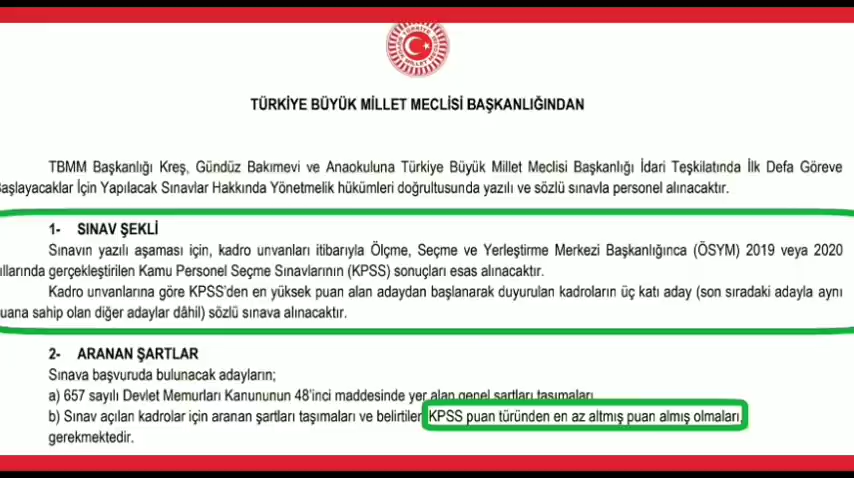 TÜRKİYE BÜYÜK MİLLET MECLİSİ BAŞKANLIĞINDAN
TBMM Başkanlığı Kreş, Gündüz Bakımevi ve Anaokuluna Türkiye Büyük Millet Meclisi Başkanlığı İdari Teşkilatında İlk Defa Göreve
Başlayacaklar İçin Yapılacak Sınavlar Hakkında Yönetmelik hükümleri doğrultusunda yazılı ve sözlü sınavla personel alınacaktır.
1- SINAV ŞEKLİ
Sınavın yazılı aşaması için, kadro unvanları itibarıyla Ölçme, Seçme ve Yerleştirme Merkezi Başkanlığınca (ÖSYM) 2019 veya 2020
ıllarında gerçekleştirilen Kamu Personel Seçme Sınavlarının (KPSS) sonuçları esas alınacaktır.
Kadro unvanlarına göre KPSS'den en yüksek puan alan adaydan başlanarak duyurulan kadroların üç katı aday (son sıradaki adayla aynı
uana sahip olan diğer adaylar dâhil) sözlü sınava alınacaktır.
2- ARANAN ŞARTLAR
Sınava başvuruda bulunacak adayların;
a) 657 sayılı Devlet Memurları Kanununun 48'inci maddesinde yer alan genel şartları taşımaları,
b) Sınav açılan kadrolar için aranan şartları taşımaları ve belirtilen KPSS puan türünden en az altmış puan almış olmaları,
gerekmektedir.